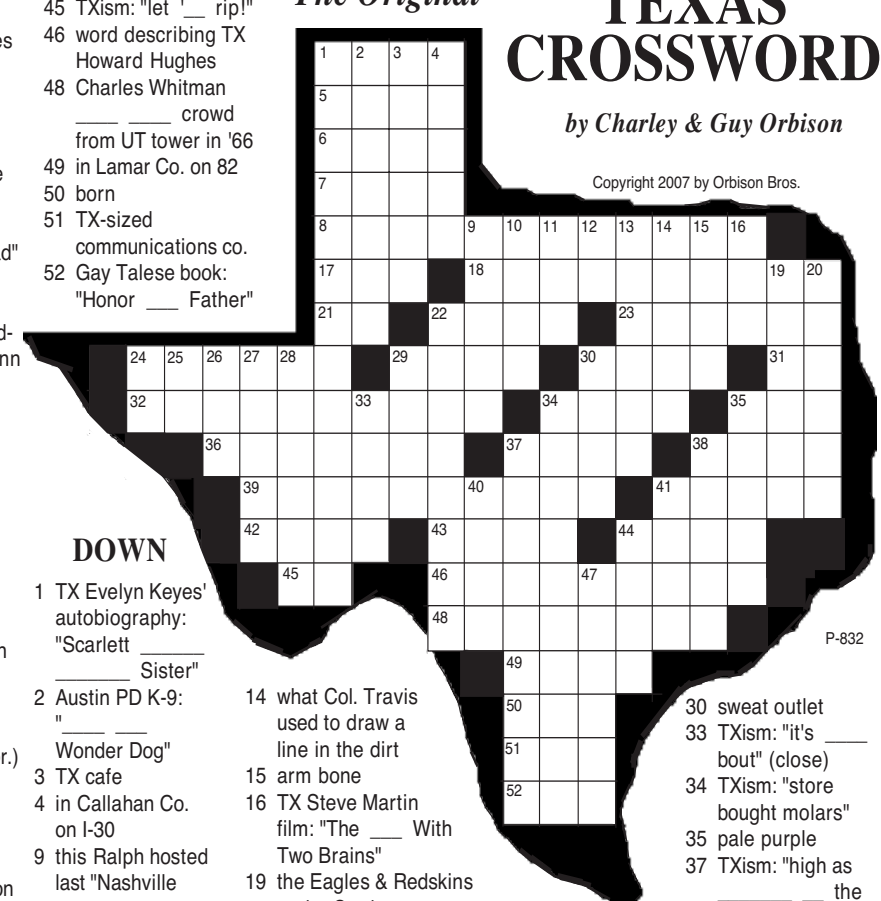 The Original
TEXAS
CROSSWORD
by Charley & Guy Orbison
Copyright 2007 by Orbison Bros.
45 TXism: "let '__ rip!"
46 word describing TX
Howard Hughes
48 Charles Whitman
____ ____ crowd
from UT tower in '66
49 in Lamar Co. on 82
50 born
51 TX-sized
communications co.
52 Gay Talese book:
"Honor ___ Father"
1 2 3 4
5
6
7
8 9 10 11 12 13 14 15 16
17 18 19 20
21 22 23
24 25 26 27 28 29 30 31
32 33 34 35
36 37 38
39 40 41
42 43 44
45 46 47
48
49
50
51
52
P-832
DOWN
1 TX Evelyn Keyes'
autobiography:
"Scarlett ______
_______ Sister"
2 Austin PD K-9:
"____ ___
Wonder Dog"
3 TX cafe
4 in Callahan Co.
on I-30
9 this Ralph hosted
last "Nashville
14 what Col. Travis
used to draw a
line in the dirt
15 arm bone
16 TX Steve Martin
film: "The ___ With
Two Brains"
19 the Eagles & Redskins
30 sweat outlet
33 TXism: "it's ____
bout" (close)
34 TXism: "store
bought molars"
35 pale purple
37 TXism: "high as
_______ __ the